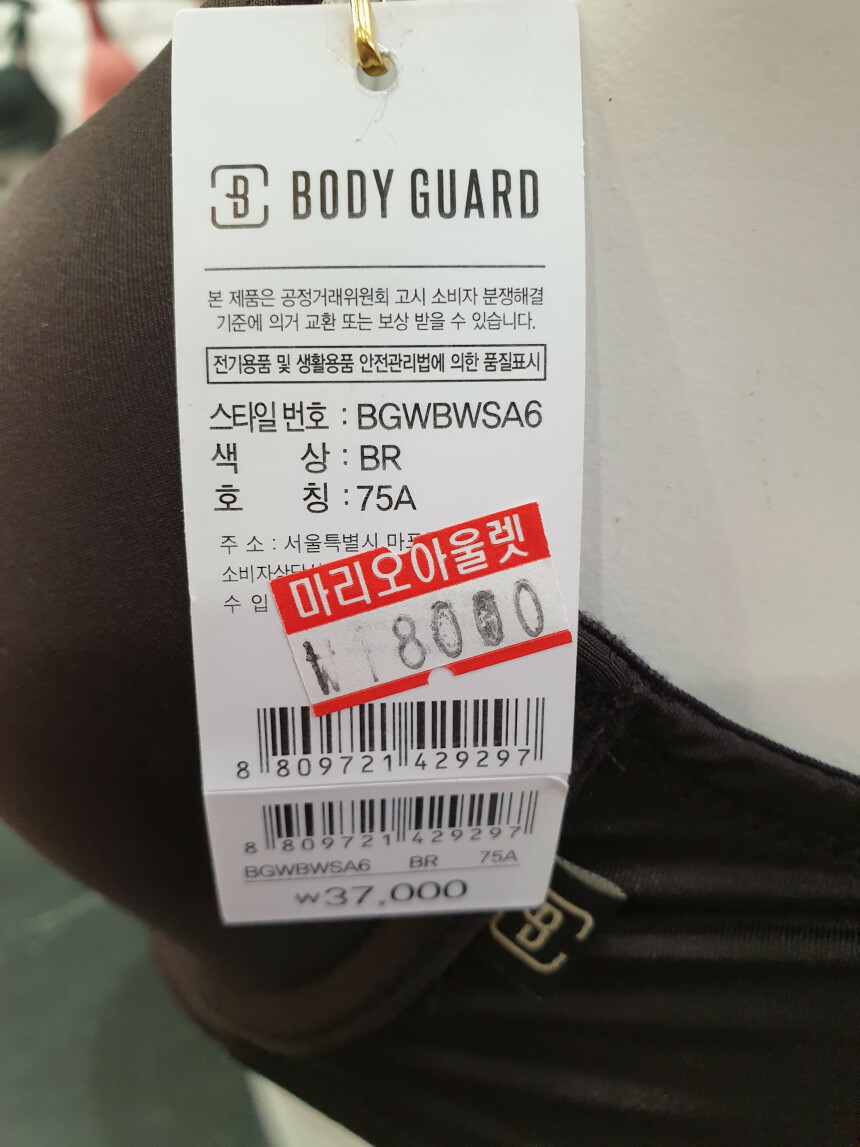 B BODY GUARD
본 제품은 공정거래위원회 고시 소비자 분쟁해결
기준에 의거 교환 또는 보상 받을 수 있습니다.
전기용품 및 생활용품 안전관리법에 의한 품질표시
스타일 번호 : BGWBWSA6
색 상 : BR
호 칭 : 75A
주 소 : 서울특별시
수 입
마리오아울렛
₩18000
8 809721 429297
8 809721 429297
BGWBWSA6 BR 75A
₩37,000
B